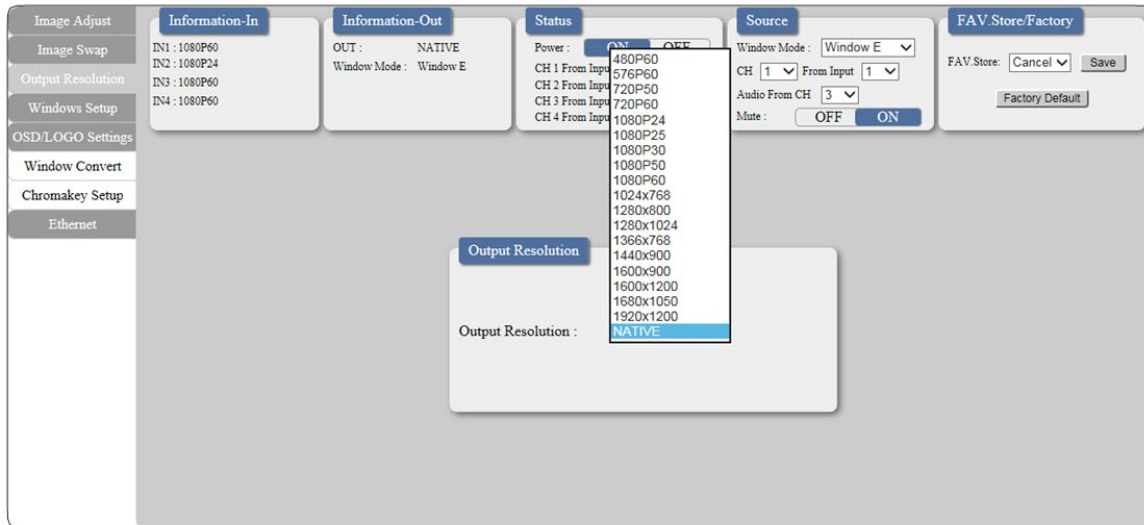 Image Adjust
Image Swap
Output Resolution
Windows Setup
OSD/LOGO Settings
Window Convert
Chromakey Setup
Ethernet
Information-In
IN1 : 1080P60
IN2 : 1080P24
IN3 : 1080P60
IN4 : 1080P60
Information-Out
OUT : NATIVE
Window Mode : Window E
Status
Power : ON OFF
CH 1 From Inpu
CH 2 From Inpu
CH 3 From Inpu
CH 4 From Inpu
Source
Window Mode : Window E
CH 1 From Input 1
Audio From CH 3
Mute : OFF ON
FAV.Store/Factory
FAV.Store: Cancel Save
Factory Default
Output Resolution
Output Resolution :
480P60
576P60
720P50
720P60
1080P24
1080P25
1080P30
1080P50
1080P60
1024x768
1280x800
1280x1024
1366x768
1440x900
1600x900
1600x1200
1680x1050
1920x1200
NATIVE